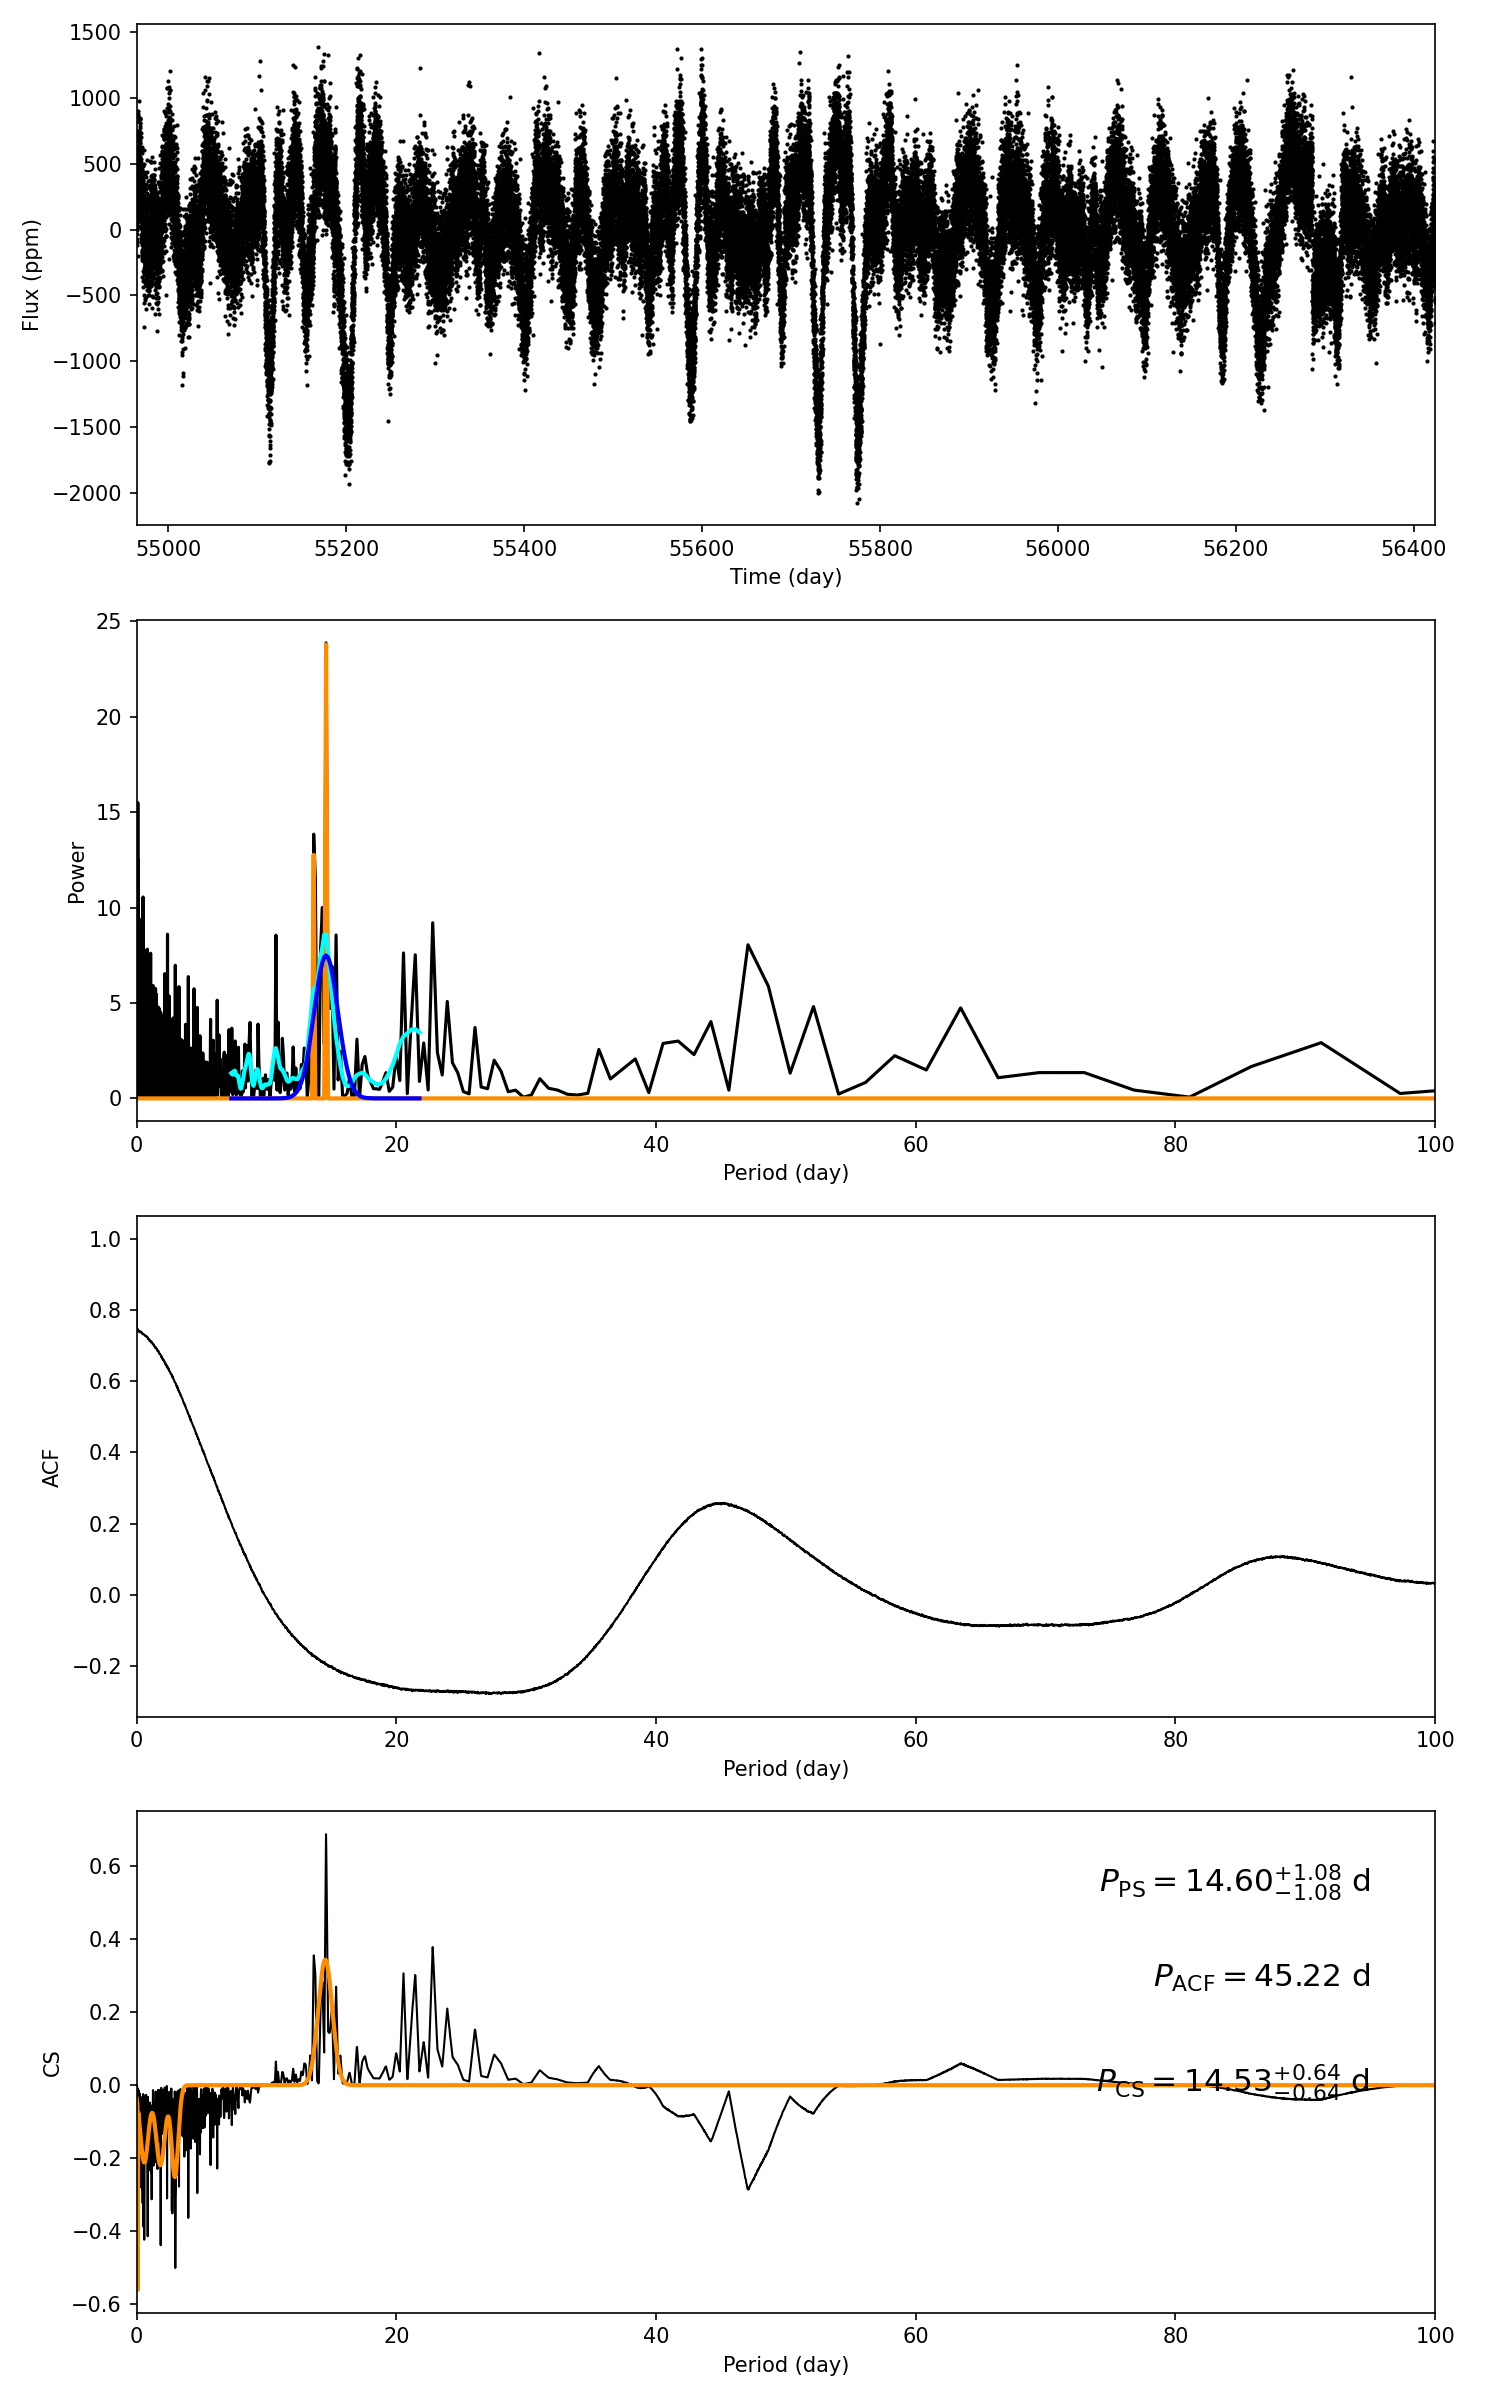 1500
1000
500
0
−500
−1000
−1500
−2000
Flux (ppm)
55000 55200 55400 55600 55800 56000 56200 56400
Time (day)
25
20
15
10
5
0
Power
0 20 40 60 80 100
Period (day)
1.0
0.8
0.6
0.4
0.2
0.0
−0.2
ACF
0 20 40 60 80 100
Period (day)
0.6
0.4
0.2
0.0
−0.2
−0.4
−0.6
CS
P_PS = 14.60 +1.08 −1.08 d
P_ACF = 45.22 d
P_CS = 14.53 +0.64 −0.64 d
0 20 40 60 80 100
Period (day)